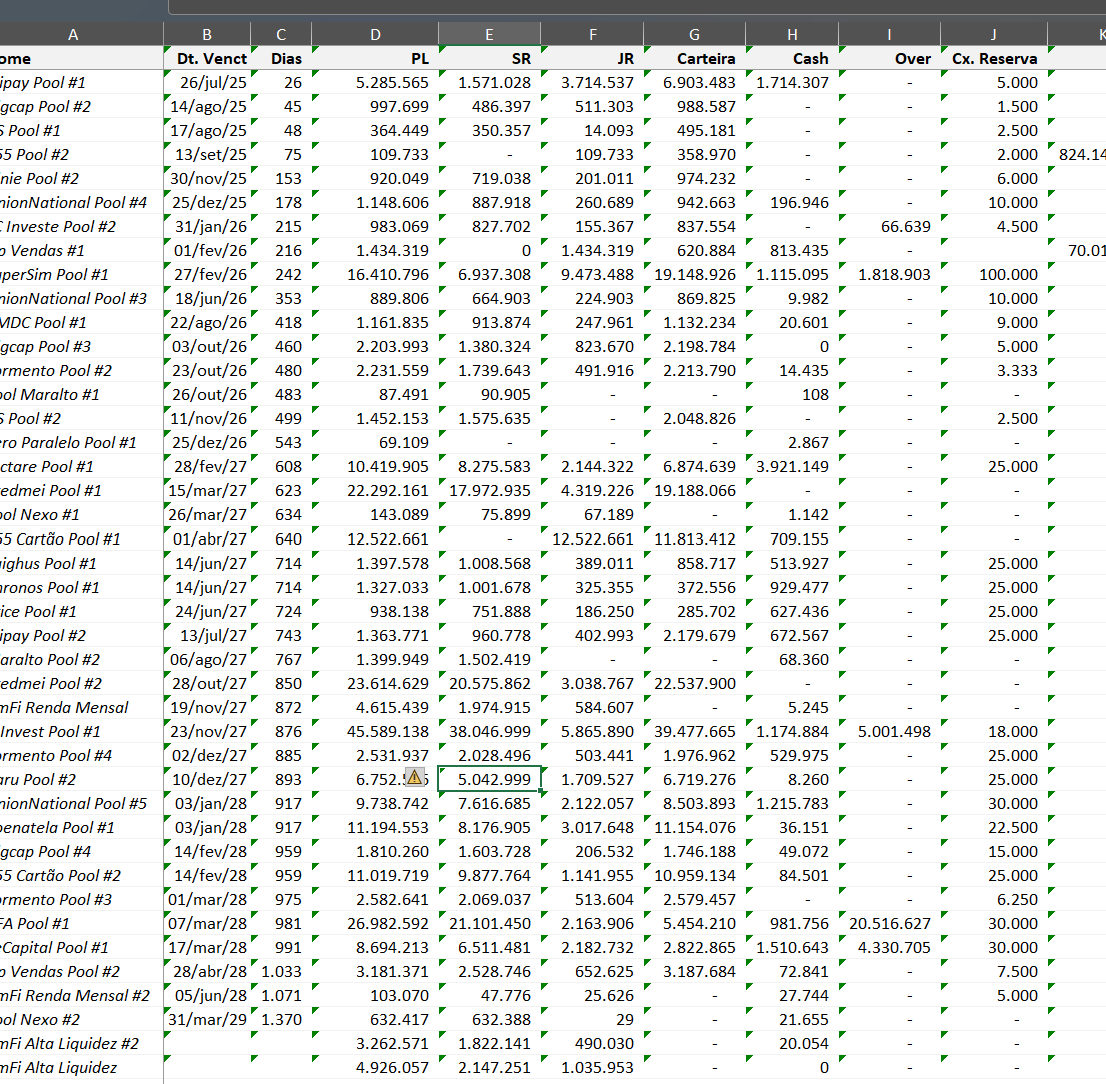 A B C D E F G H I J K
ome Dt. Venct Dias PL SR JR Carteira Cash Over Cx. Reserva
ipay Pool #1 26/jul/25 26 5.285.565 1.571.028 3.714.537 6.903.483 1.714.307 - 5.000
gcap Pool #2 14/ago/25 45 997.699 486.397 511.303 988.587 - - 1.500
S Pool #1 17/ago/25 48 364.449 350.357 14.093 495.181 - - 2.500
55 Pool #2 13/set/25 75 109.733 - 109.733 358.970 - - 2.000 824.14
nie Pool #2 30/nov/25 153 920.049 719.038 201.011 974.232 - - 6.000
nionNational Pool #4 25/dez/25 178 1.148.606 887.918 260.689 942.663 196.946 - 10.000
C Investe Pool #2 31/jan/26 215 983.069 827.702 155.367 837.554 - 66.639 4.500
p Vendas #1 01/fev/26 216 1.434.319 0 1.434.319 620.884 813.435 - 70.01
uperSim Pool #1 27/fev/26 242 16.410.796 6.937.308 9.473.488 19.148.926 1.115.095 1.818.903 100.000
nionNational Pool #3 18/jun/26 353 889.806 664.903 224.903 869.825 9.982 - 10.000
MDC Pool #1 22/ago/26 418 1.161.835 913.874 247.961 1.132.234 20.601 - 9.000
gcap Pool #3 03/out/26 460 2.203.993 1.380.324 823.670 2.198.784 0 - 5.000
ormento Pool #2 23/out/26 480 2.231.559 1.739.643 491.916 2.213.790 14.435 - 3.333
ool Maralto #1 26/out/26 483 87.491 90.905 - - 108 - -
S Pool #2 11/nov/26 499 1.452.153 1.575.635 - 2.048.826 - - 2.500
ero Paralelo Pool #1 25/dez/26 543 69.109 - - - 2.867 - -
ctare Pool #1 28/fev/27 608 10.419.905 8.275.583 2.144.322 6.874.639 3.921.149 - 25.000
redmei Pool #1 15/mar/27 623 22.292.161 17.972.935 4.319.226 19.188.066 - - -
ool Nexo #1 26/mar/27 634 143.089 75.899 67.189 - 1.142 - -
55 Cartão Pool #1 01/abr/27 640 12.522.661 - 12.522.661 11.813.412 709.155 - -
ighus Pool #1 14/jun/27 714 1.397.578 1.008.568 389.011 858.717 513.927 - 25.000
hronos Pool #1 14/jun/27 714 1.327.033 1.001.678 325.355 372.556 929.477 - 25.000
ice Pool #1 24/jun/27 724 938.138 751.888 186.250 285.702 627.436 - 25.000
ipay Pool #2 13/jul/27 743 1.363.771 960.778 402.993 2.179.679 672.567 - 25.000
aralto Pool #2 06/ago/27 767 1.399.949 1.502.419 - - 68.360 - -
redmei Pool #2 28/out/27 850 23.614.629 20.575.862 3.038.767 22.537.900 - - -
mFi Renda Mensal 19/nov/27 872 4.615.439 1.974.915 584.607 - 5.245 - -
Invest Pool #1 23/nov/27 876 45.589.138 38.046.999 5.865.890 39.477.665 1.174.884 5.001.498 18.000
ormento Pool #4 02/dez/27 885 2.531.937 2.028.496 503.441 1.976.962 529.975 - 25.000
aru Pool #2 10/dez/27 893 5.042.999 1.709.527 6.719.276 8.260 - 25.000
nionNational Pool #5 03/jan/28 917 9.738.742 7.616.685 2.122.057 8.503.893 1.215.783 - 30.000
penatela Pool #1 03/jan/28 917 11.194.553 8.176.905 3.017.648 11.154.076 36.151 - 22.500
gcap Pool #4 14/fev/28 959 1.810.260 1.603.728 206.532 1.746.188 49.072 - 15.000
55 Cartão Pool #2 14/fev/28 959 11.019.719 9.877.764 1.141.955 10.959.134 84.501 - 25.000
ormento Pool #3 01/mar/28 975 2.582.641 2.069.037 513.604 2.579.457 - - 6.250
FA Pool #1 07/mar/28 981 26.982.592 21.101.450 2.163.906 5.454.210 981.756 20.516.627 30.000
eCapital Pool #1 17/mar/28 991 8.694.213 6.511.481 2.182.732 2.822.865 1.510.643 4.330.705 30.000
p Vendas Pool #2 28/abr/28 1.033 3.181.371 2.528.746 652.625 3.187.684 72.841 - 7.500
mFi Renda Mensal #2 05/jun/28 1.071 103.070 47.776 25.626 - 27.744 - 5.000
ool Nexo #2 31/mar/29 1.370 632.417 632.388 29 - 21.655 - -
mFi Alta Liquidez #2 3.262.571 1.822.141 490.030 - 20.054 - -
mFi Alta Liquidez 4.926.057 2.147.251 1.035.953 - 0 - -